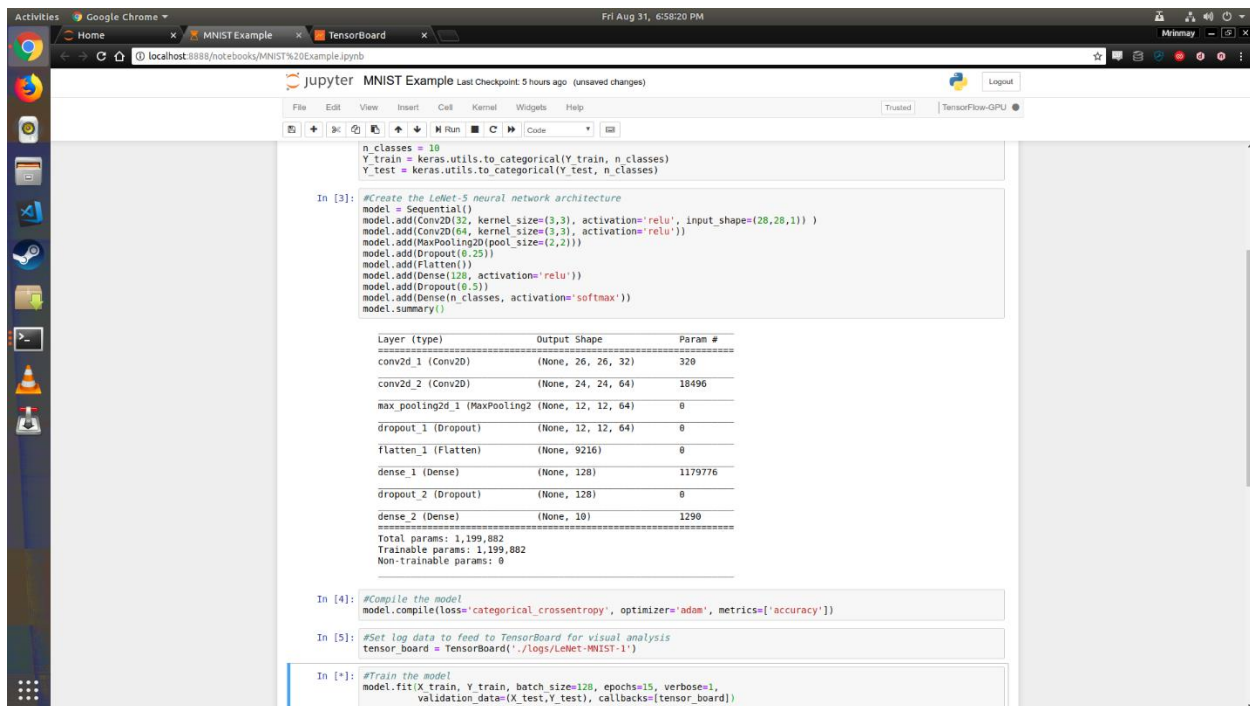 Activities Google Chrome Fri Aug 31, 6:58:20 PM
Home x MNIST Example x TensorBoard x Mrinmay
localhost:8888/notebooks/MNIST%20Example.ipynb
jupyter MNIST Example Last Checkpoint: 5 hours ago (unsaved changes) Logout
File Edit View Insert Cell Kernel Widgets Help Trusted TensorFlow-GPU
Run Code
n_classes = 10
Y_train = keras.utils.to_categorical(Y_train, n_classes)
Y_test = keras.utils.to_categorical(Y_test, n_classes)
In [3]: #Create the LeNet-5 neural network architecture
model = Sequential()
model.add(Conv2D(32, kernel_size=(3,3), activation='relu', input_shape=(28,28,1)) )
model.add(Conv2D(64, kernel_size=(3,3), activation='relu'))
model.add(MaxPooling2D(pool_size=(2,2)))
model.add(Dropout(0.25))
model.add(Flatten())
model.add(Dense(128, activation='relu'))
model.add(Dropout(0.5))
model.add(Dense(n_classes, activation='softmax'))
model.summary()
Layer (type) Output Shape Param #
conv2d_1 (Conv2D) (None, 26, 26, 32) 320
conv2d_2 (Conv2D) (None, 24, 24, 64) 18496
max_pooling2d_1 (MaxPooling2 (None, 12, 12, 64) 0
dropout_1 (Dropout) (None, 12, 12, 64) 0
flatten_1 (Flatten) (None, 9216) 0
dense_1 (Dense) (None, 128) 1179776
dropout_2 (Dropout) (None, 128) 0
dense_2 (Dense) (None, 10) 1290
Total params: 1,199,882
Trainable params: 1,199,882
Non-trainable params: 0
In [4]: #Compile the model
model.compile(loss='categorical_crossentropy', optimizer='adam', metrics=['accuracy'])
In [5]: #Set log data to feed to TensorBoard for visual analysis
tensor_board = TensorBoard('./logs/LeNet-MNIST-1')
In [*]: #Train the model
model.fit(X_train, Y_train, batch_size=128, epochs=15, verbose=1,
validation_data=(X_test,Y_test), callbacks=[tensor_board])